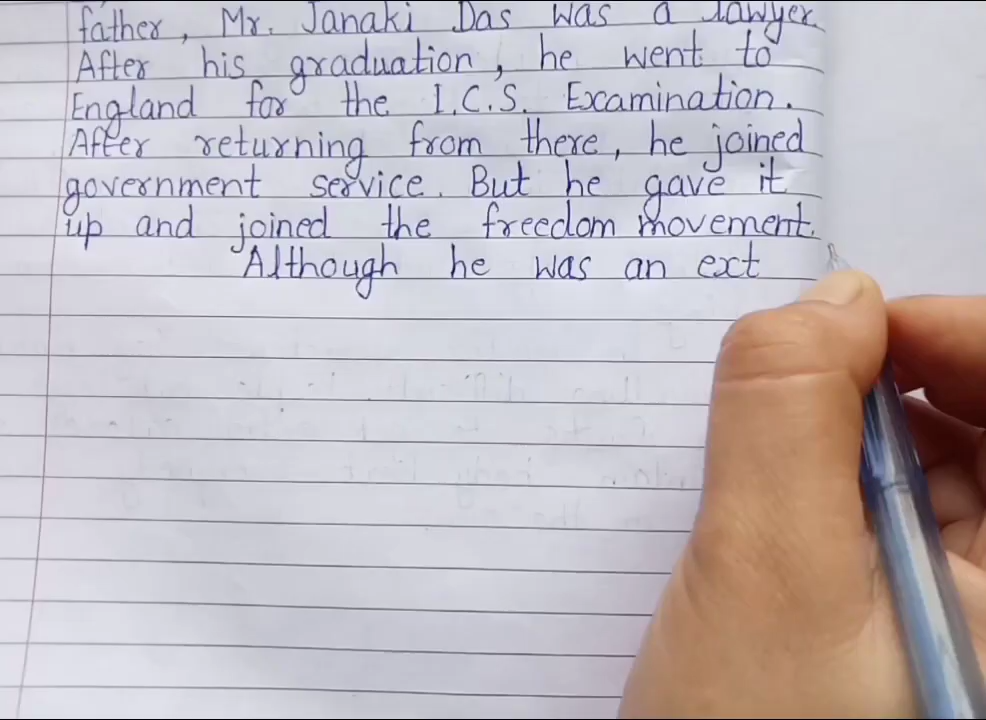 father, Mr. Janaki Das was a lawyer.
After his graduation, he went to
England for the I.C.S. Examination.
After returning from there, he joined
government service. But he gave it
up and joined the freedom movement.
Although he was an ext